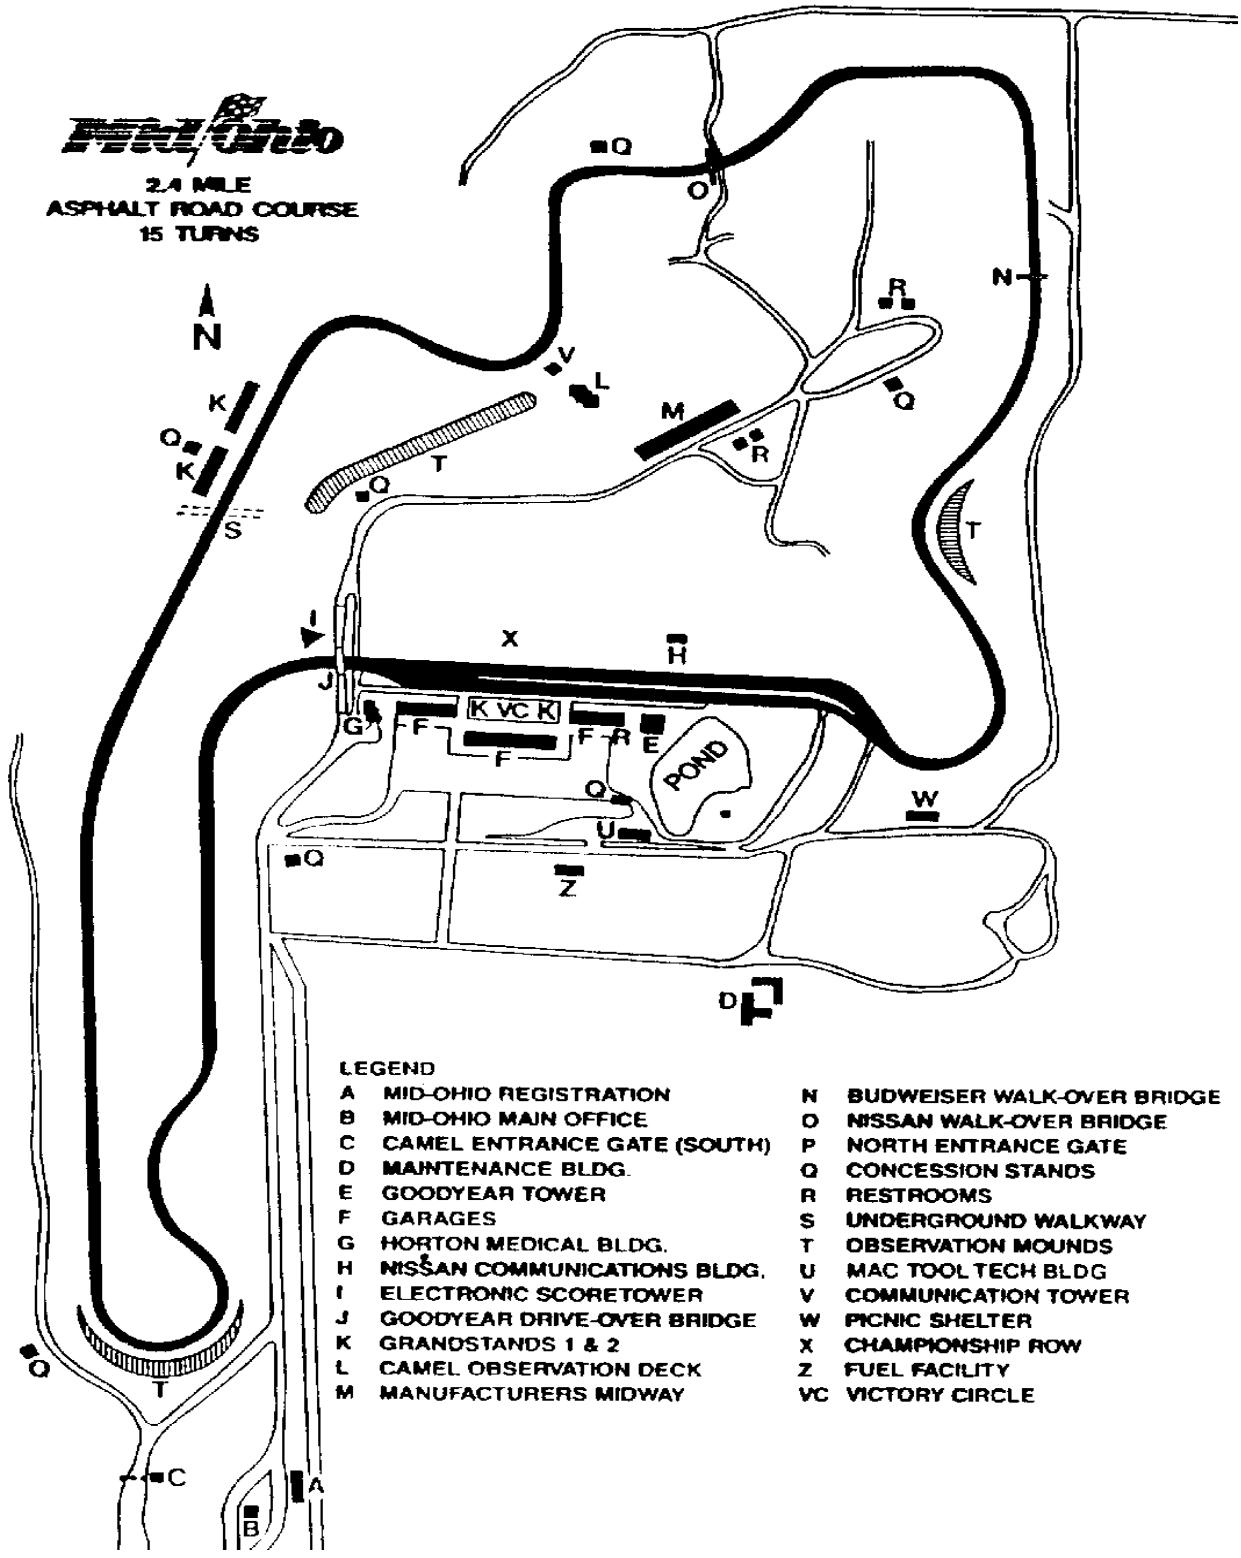 Mid/Ohio
2.4 MILE
ASPHALT ROAD COURSE
15 TURNS
N
Q
O
N
R
V
L
K
M
Q
Q
K
R
T
Q
S
T
I
X
H
J
G
F
K VC K
F
R
E
F
POND
Q
W
U
Q
Z
D
LEGEND
A MID-OHIO REGISTRATION
B MID-OHIO MAIN OFFICE
C CAMEL ENTRANCE GATE (SOUTH)
D MAINTENANCE BLDG.
E GOODYEAR TOWER
F GARAGES
G HORTON MEDICAL BLDG.
H NISSAN COMMUNICATIONS BLDG.
I ELECTRONIC SCORETOWER
J GOODYEAR DRIVE-OVER BRIDGE
K GRANDSTANDS 1 & 2
L CAMEL OBSERVATION DECK
M MANUFACTURERS MIDWAY
N BUDWEISER WALK-OVER BRIDGE
O NISSAN WALK-OVER BRIDGE
P NORTH ENTRANCE GATE
Q CONCESSION STANDS
R RESTROOMS
S UNDERGROUND WALKWAY
T OBSERVATION MOUNDS
U MAC TOOL TECH BLDG
V COMMUNICATION TOWER
W PICNIC SHELTER
X CHAMPIONSHIP ROW
Z FUEL FACILITY
VC VICTORY CIRCLE
Q
T
C
A
B